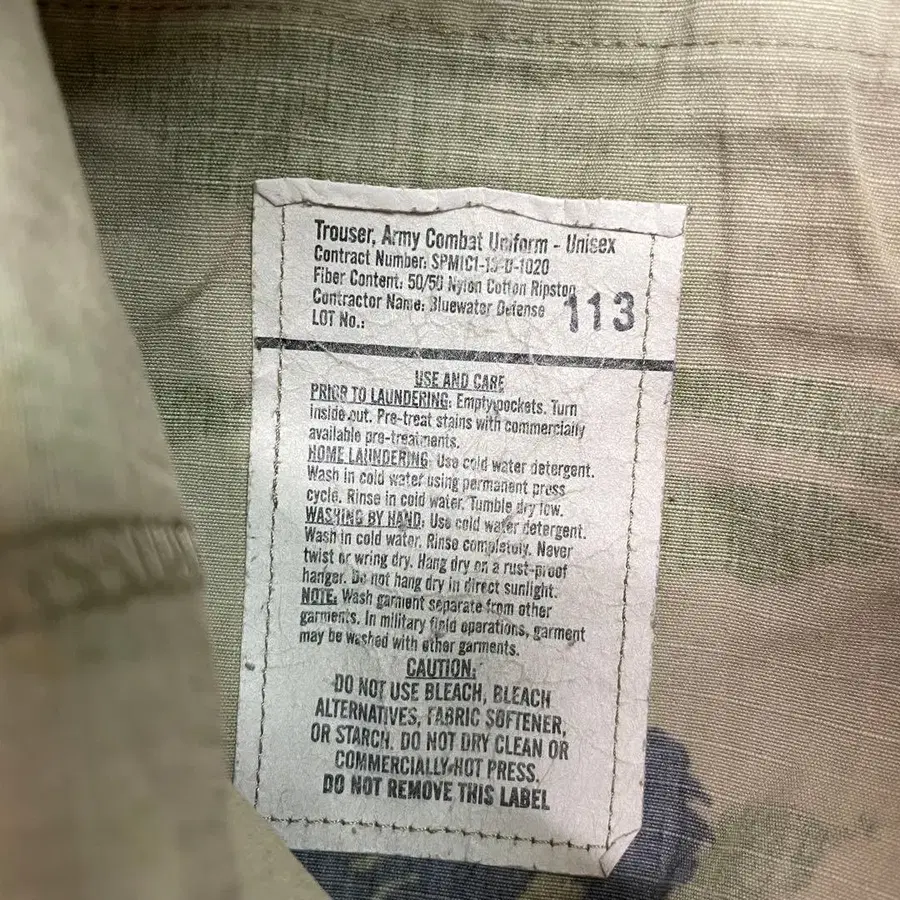 Trouser, Army Combat Uniform - Unisex
Contract Number: SPM1C1-13-D-1020
Fiber Content: 50/50 Nylon Cotton Ripstop
Contractor Name: Bluewater Defense
LOT No.: 113
USE AND CARE
PRIOR TO LAUNDERING: Empty pockets. Turn
inside out. Pre-treat stains with commercially
available pre-treatments.
HOME LAUNDERING: Use cold water detergent.
Wash in cold water using permanent press
cycle. Rinse in cold water. Tumble dry low.
WASHING BY HAND: Use cold water detergent.
Wash in cold water. Rinse completely. Never
twist or wring dry. Hang dry on a rust-proof
hanger. Do not hang dry in direct sunlight.
NOTE: Wash garment separate from other
garments. In military field operations, garment
may be washed with other garments.
CAUTION:
DO NOT USE BLEACH, BLEACH
ALTERNATIVES, FABRIC SOFTENER,
OR STARCH. DO NOT DRY CLEAN OR
COMMERCIALLY HOT PRESS.
DO NOT REMOVE THIS LABEL